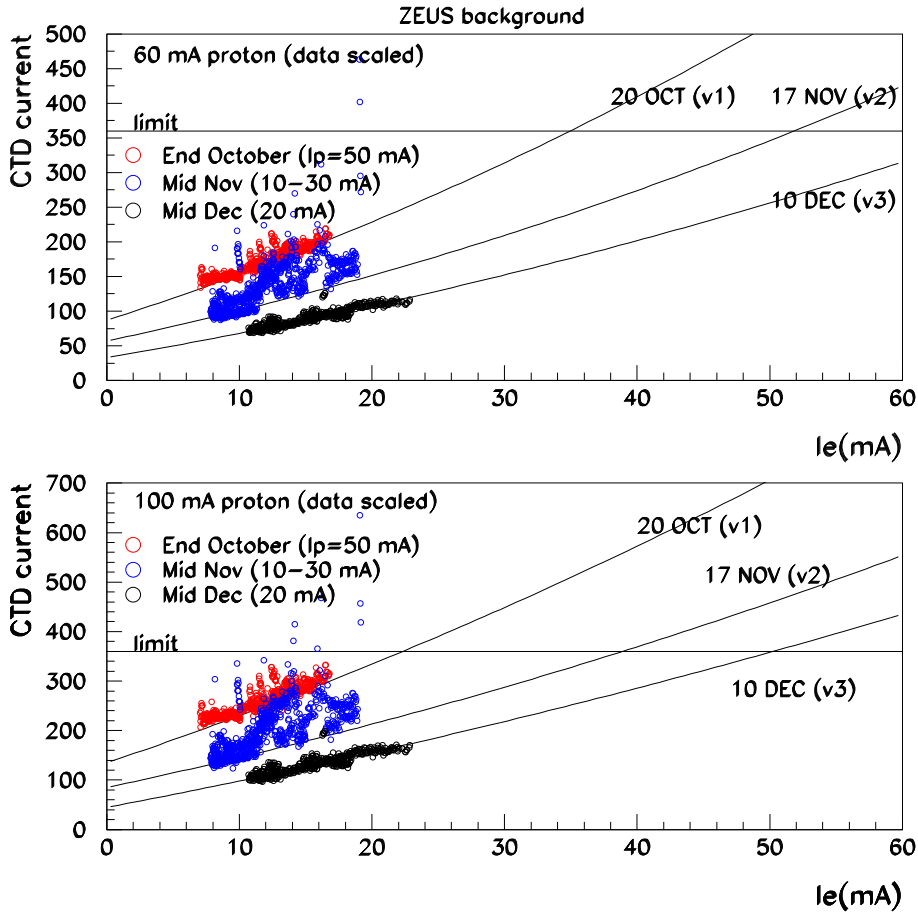 ZEUS background
500
60 mA proton (data scaled)
450
400
20 OCT (v1)
17 NOV (v2)
limit
350
End October (Ip=50 mA)
300
Mid Nov (10-30 mA)
250
Mid Dec (20 mA)
10 DEC (v3)
200
150
100
50
0
CTD current
0 10 20 30 40 50 60
Ie(mA)
700
100 mA proton (data scaled)
600
20 OCT (v1)
End October (Ip=50 mA)
17 NOV (v2)
Mid Nov (10-30 mA)
500
Mid Dec (20 mA)
400
limit
300
10 DEC (v3)
200
100
0
CTD current
0 10 20 30 40 50 60
Ie(mA)